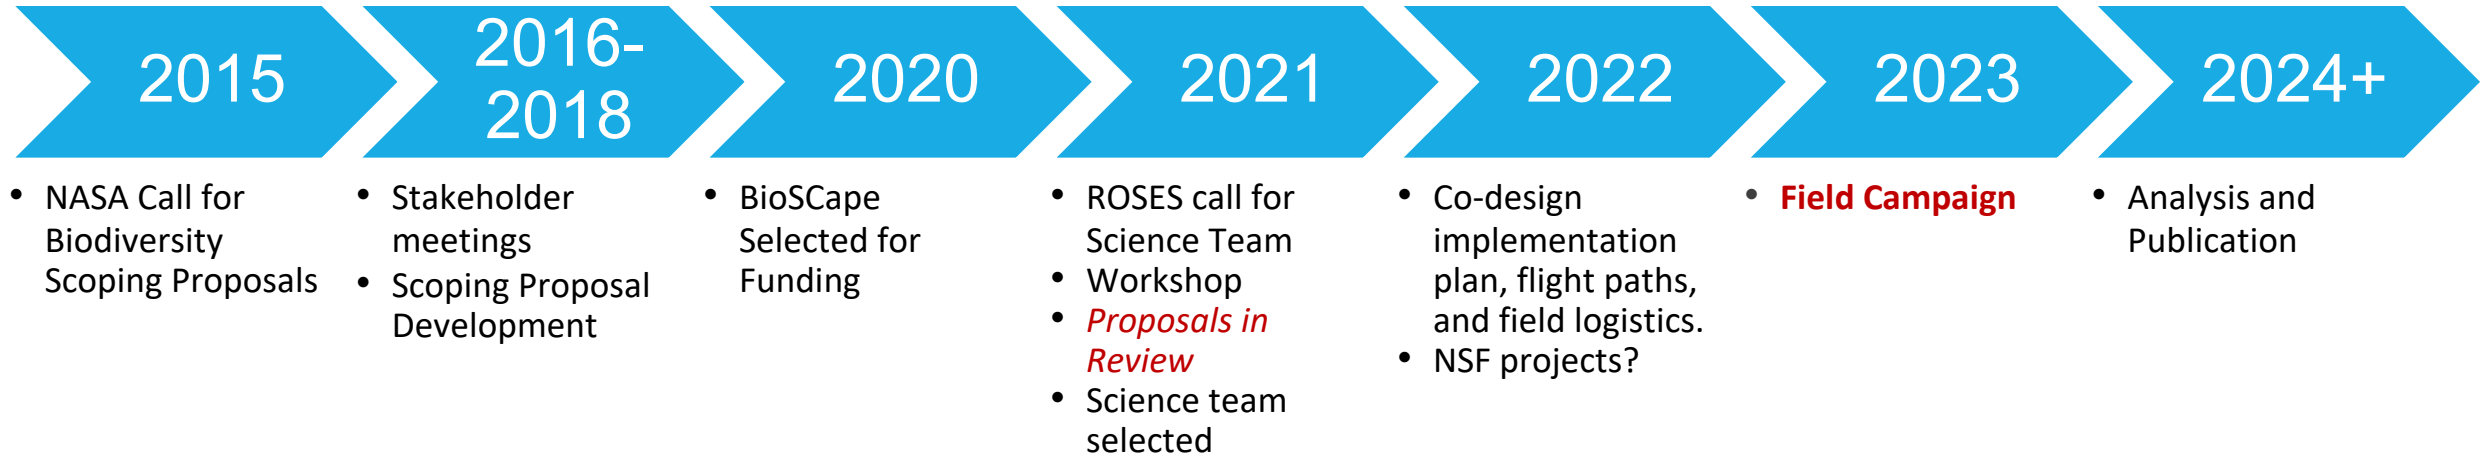 2015
2016-
2018
2020
2021
2022
2023
2024+
• NASA Call for
Biodiversity
Scoping Proposals
• Stakeholder
meetings
• Scoping Proposal
Development
• BioSCape
Selected for
Funding
• ROSES call for
Science Team
• Workshop
• Proposals in
Review
• Science team
selected
• Co-design
implementation
plan, flight paths,
and field logistics.
• NSF projects?
• Field Campaign
• Analysis and
Publication